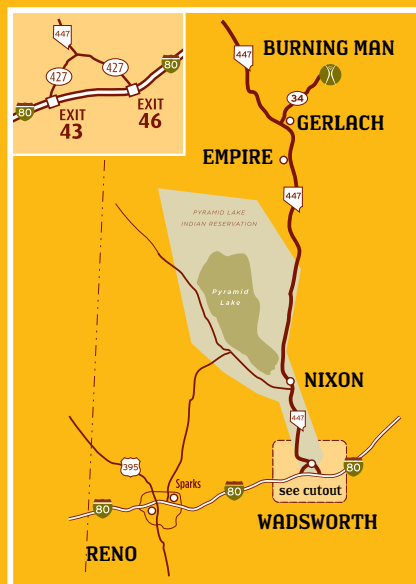 447
80
427
427
EXIT
43
EXIT
46
80
447
BURNING MAN
34
GERLACH
EMPIRE
447
PYRAMID LAKE
INDIAN RESERVATION
Pyramid
Lake
NIXON
447
395
Sparks
80
see cutout
80
80
WADSWORTH
RENO